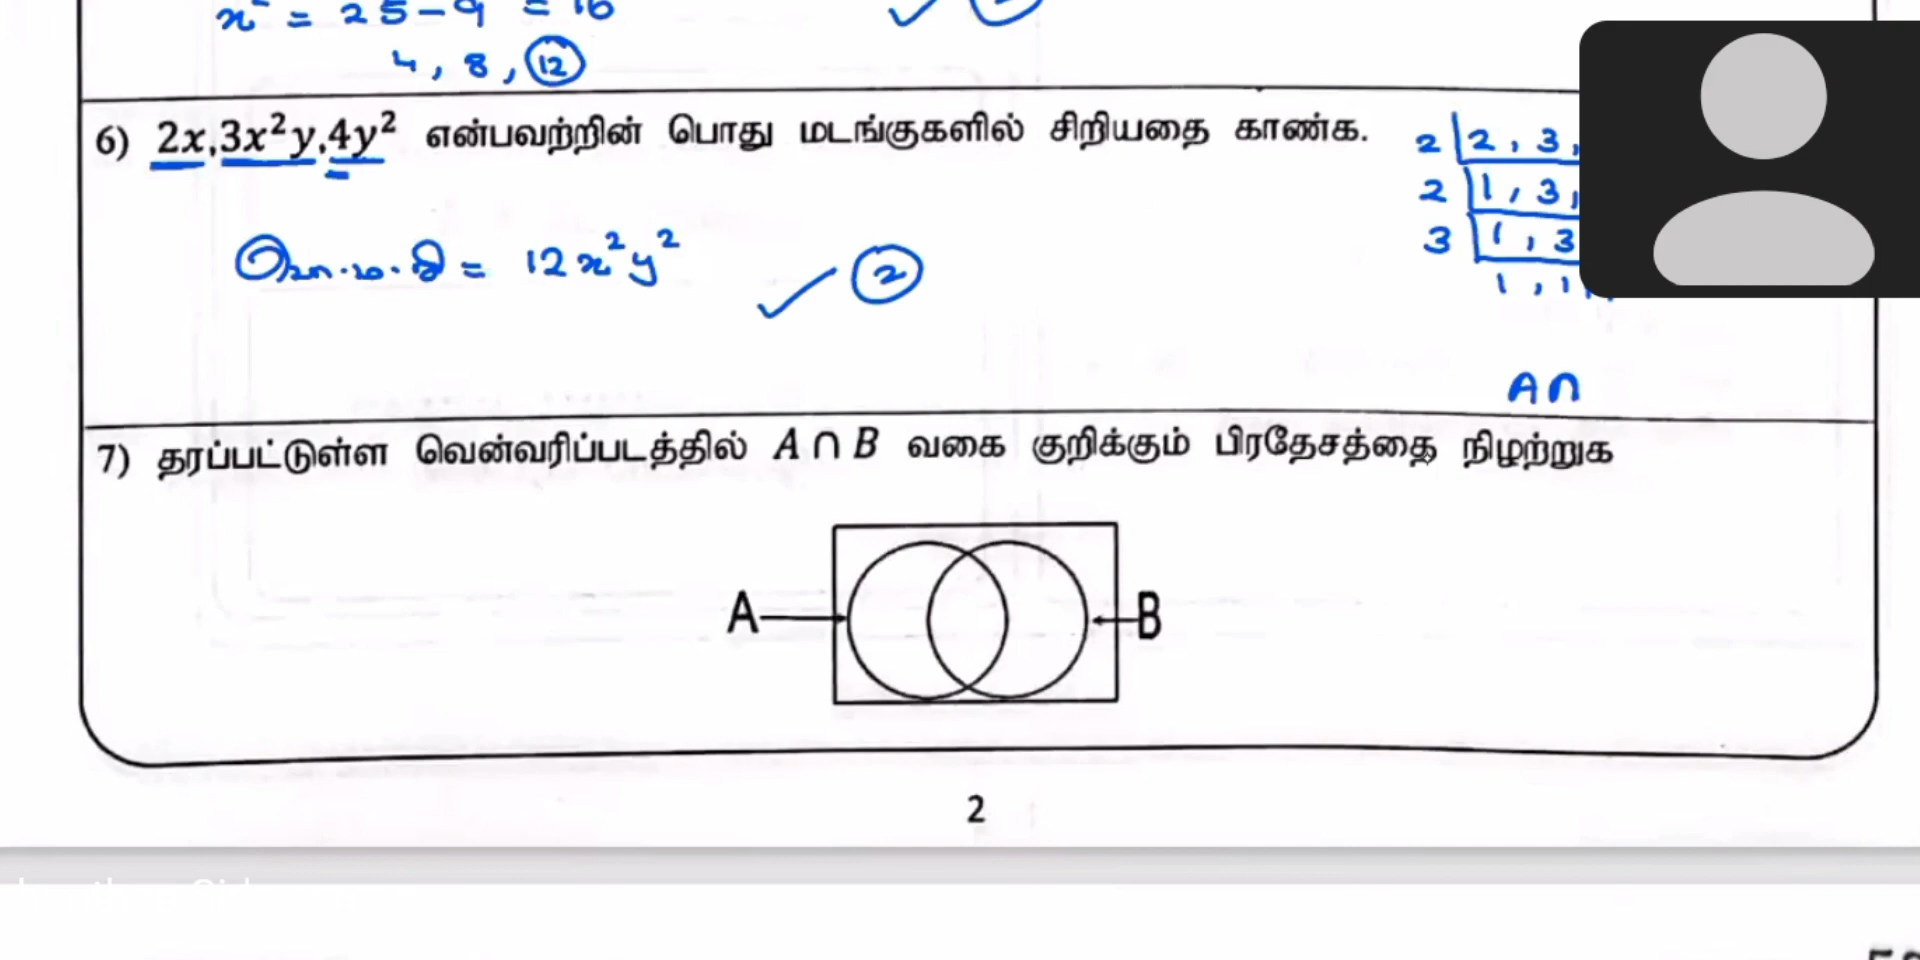 x² = 25 - 9 = 16
4, 8, 12
6) 2x, 3x²y, 4y² என்பவற்றின் பொது மடங்குகளில் சிறியதை காண்க.
2 | 2, 3,
2 | 1, 3,
3 | 1, 3
1, 1,
பொ.ம.சி = 12x²y² ✓ 2
A∩
7) தரப்பட்டுள்ள வென்வரிப்படத்தில் A ∩ B வகை குறிக்கும் பிரதேசத்தை நிழற்றுக
A B
2